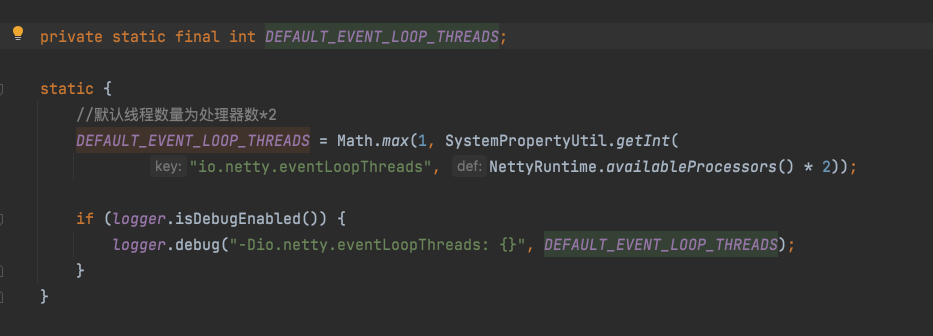 private static final int DEFAULT_EVENT_LOOP_THREADS;
static {
//默认线程数量为处理器数*2
DEFAULT_EVENT_LOOP_THREADS = Math.max(1, SystemPropertyUtil.getInt(
key: "io.netty.eventLoopThreads", def: NettyRuntime.availableProcessors() * 2));
if (logger.isDebugEnabled()) {
logger.debug("-Dio.netty.eventLoopThreads: {}", DEFAULT_EVENT_LOOP_THREADS);
}
}